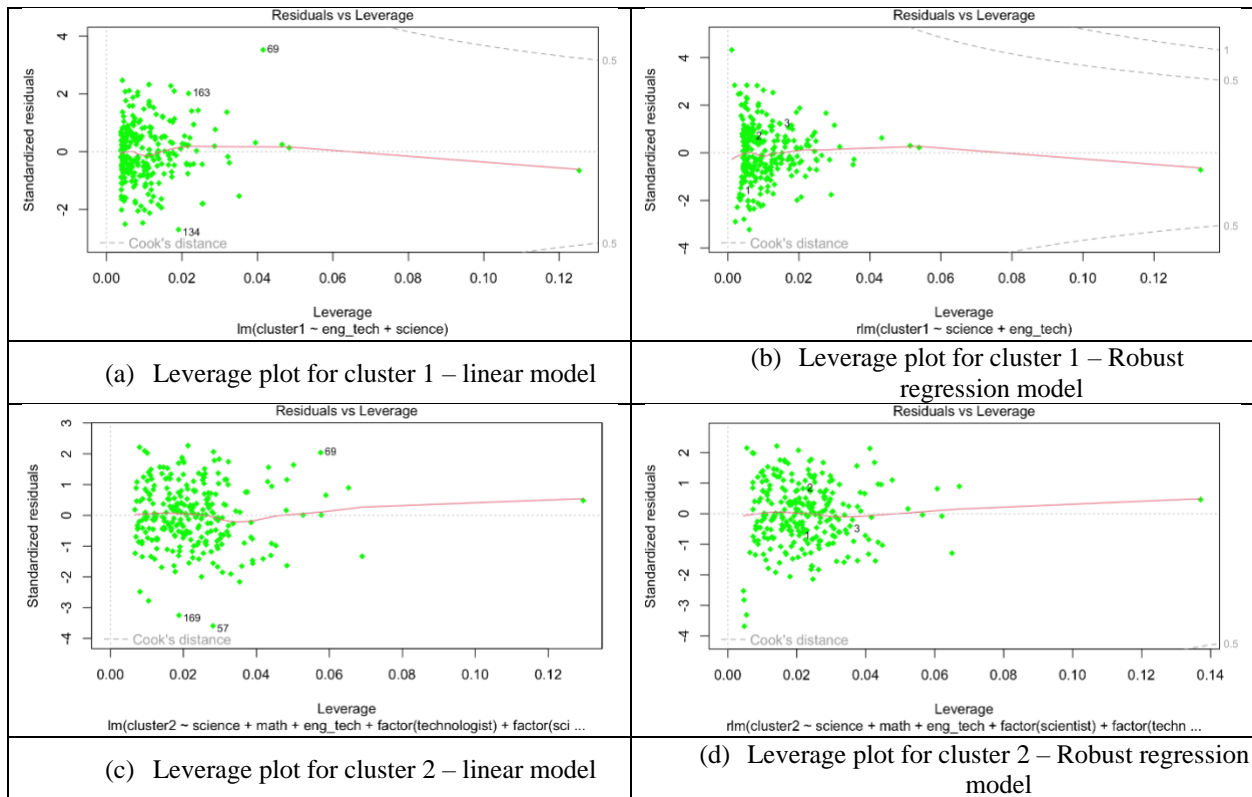 Residuals vs Leverage
Standardized residuals
4
2
0
-2
69
163
134
0.5
0.5
Cook's distance
0.00 0.02 0.04 0.06 0.08 0.10 0.12
Leverage
lm(cluster1 ~ eng_tech + science)
Residuals vs Leverage
Standardized residuals
6
4
2
0
-2
-4
3
2
1
1
0.5
0.5
Cook's distance
0.00 0.02 0.04 0.06 0.08 0.10 0.12
Leverage
rlm(cluster1 ~ science + eng_tech)
(a) Leverage plot for cluster 1 – linear model
(b) Leverage plot for cluster 1 – Robust
regression model
Residuals vs Leverage
Standardized residuals
3
2
1
0
-1
-2
-3
-4
69
169
57
Cook's distance
0.00 0.02 0.04 0.06 0.08 0.10 0.12
Leverage
lm(cluster2 ~ science + math + eng_tech + factor(technologist) + factor(sci ...
Residuals vs Leverage
Standardized residuals
3
2
1
0
-1
-2
-3
-4
2
1
3
0.5
Cook's distance
0.00 0.02 0.04 0.06 0.08 0.10 0.12 0.14
Leverage
rlm(cluster2 ~ science + math + eng_tech + factor(scientist) + factor(techn ...
(c) Leverage plot for cluster 2 – linear model
(d) Leverage plot for cluster 2 – Robust regression
model